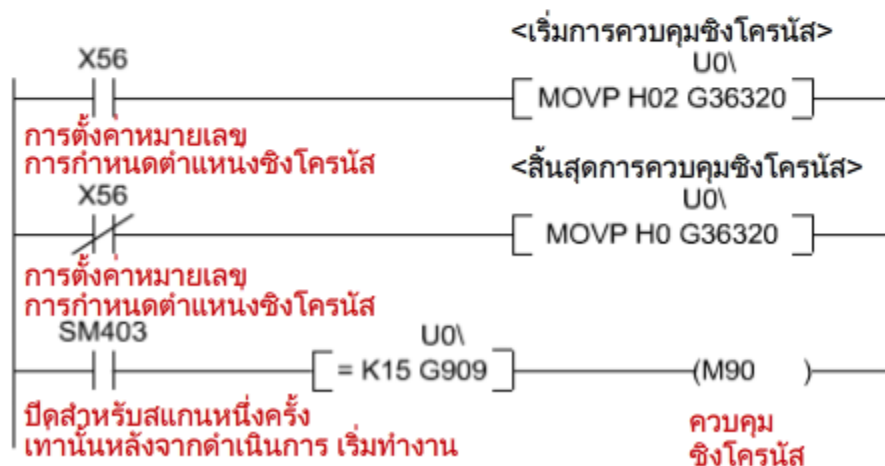 <เริ่มการควบคุมซิงโครนัส>
X56
U0\
MOVP H02 G36320
การตั้งค่าหมายเลข
การกำหนดตำแหน่งซิงโครนัส
<สิ้นสุดการควบคุมซิงโครนัส>
X56
U0\
MOVP H0 G36320
การตั้งค่าหมายเลข
การกำหนดตำแหน่งซิงโครนัส
SM403
U0\
= K15 G909
(M90 )
ปิดสำหรับสแกนหนึ่งครั้ง
เท่านั้นหลังจากดำเนินการ เริ่มทำงาน
ควบคุม
ซิงโครนัส